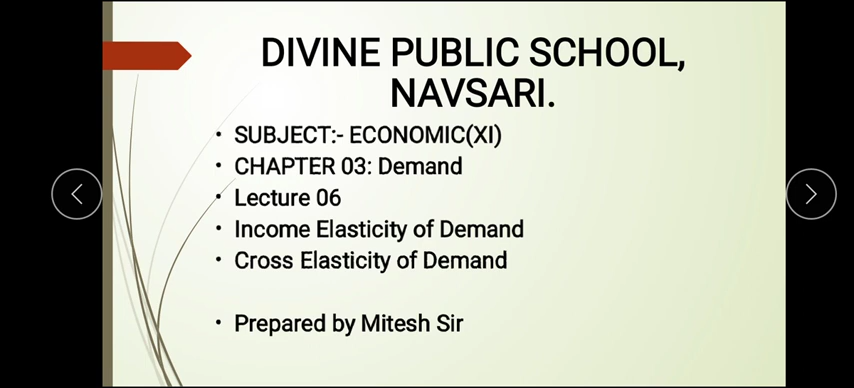 DIVINE PUBLIC SCHOOL,
NAVSARI.
• SUBJECT:- ECONOMIC(XI)
• CHAPTER 03: Demand
• Lecture 06
• Income Elasticity of Demand
• Cross Elasticity of Demand
• Prepared by Mitesh Sir